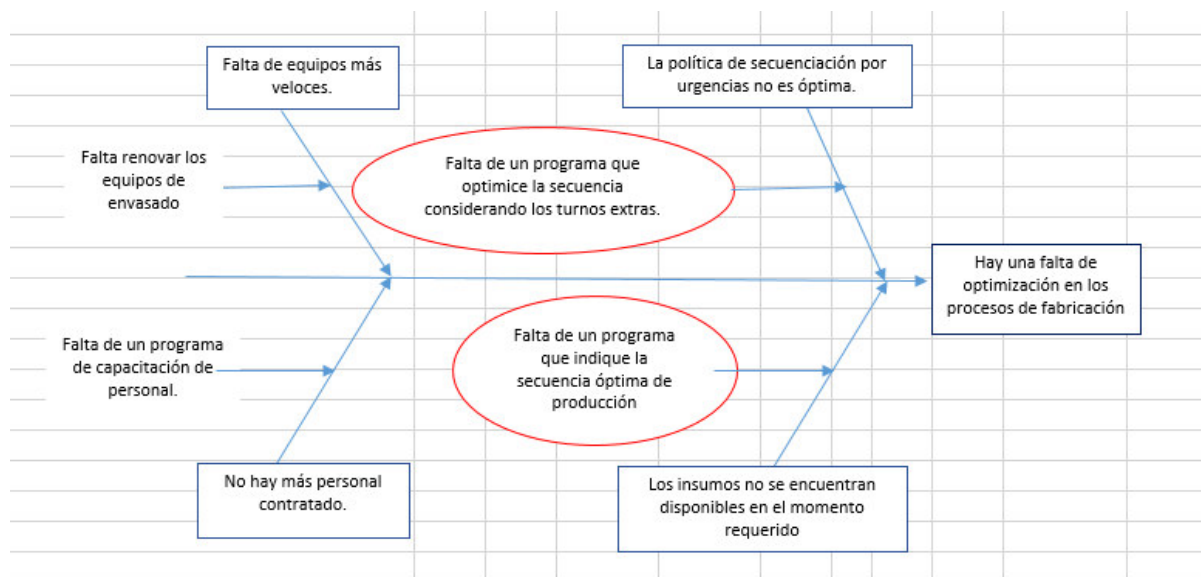 Falta de equipos más
veloces.
La política de secuenciación por
urgencias no es óptima.
Falta renovar los
equipos de
envasado
Falta de un programa que
optimice la secuencia
considerando los turnos extras.
Hay una falta de
optimización en los
procesos de fabricación
Falta de un programa
de capacitación de
personal.
Falta de un programa
que indique la
secuencia óptima de
producción
No hay más personal
contratado.
Los insumos no se encuentran
disponibles en el momento
requerido